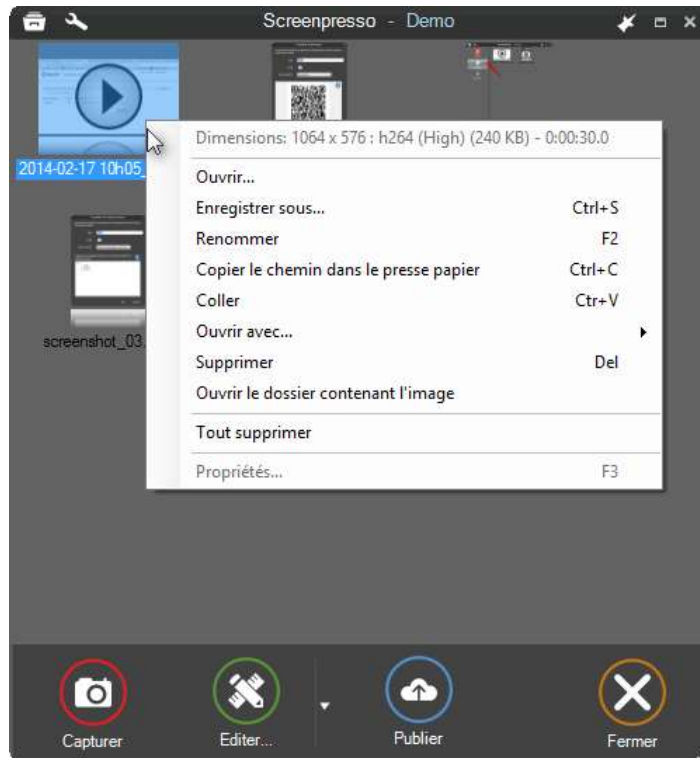 Screenpresso - Demo
2014-02-17 10h05_
screenshot_03
Dimensions: 1064 x 576 : h264 (High) (240 KB) - 0:00:30.0
Ouvrir...
Enregistrer sous... Ctrl+S
Renommer F2
Copier le chemin dans le presse papier Ctrl+C
Coller Ctr+V
Ouvrir avec...
Supprimer Del
Ouvrir le dossier contenant l'image
Tout supprimer
Propriétés... F3
Capturer
Editer...
Publier
Fermer